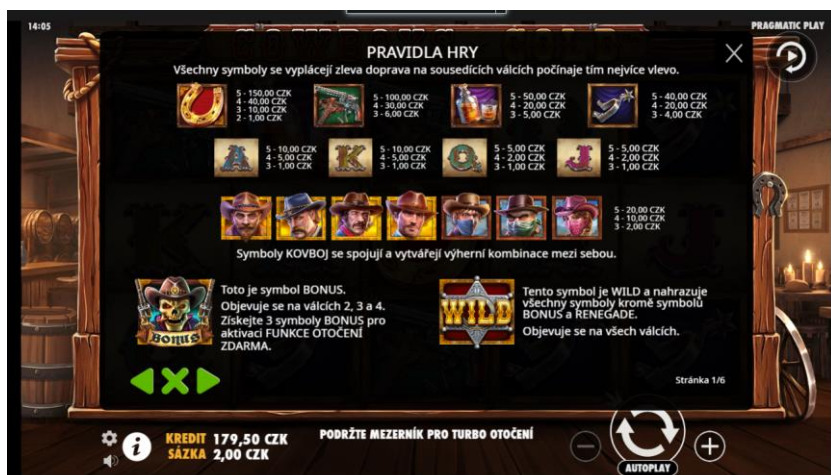 14:05
PRAGMATIC PLAY
PRAVIDLA HRY
Všechny symboly se vyplácejí zleva doprava na sousedících válcích počínaje tím nejvíce vlevo.
5 - 150,00 CZK
4 - 40,00 CZK
3 - 10,00 CZK
2 - 1,00 CZK
5 - 100,00 CZK
4 - 30,00 CZK
3 - 6,00 CZK
5 - 50,00 CZK
4 - 20,00 CZK
3 - 5,00 CZK
5 - 40,00 CZK
4 - 20,00 CZK
3 - 4,00 CZK
A
5 - 10,00 CZK
4 - 5,00 CZK
3 - 1,00 CZK
K
5 - 10,00 CZK
4 - 5,00 CZK
3 - 1,00 CZK
Q
5 - 5,00 CZK
4 - 2,00 CZK
3 - 1,00 CZK
J
5 - 5,00 CZK
4 - 2,00 CZK
3 - 1,00 CZK
5 - 20,00 CZK
4 - 10,00 CZK
3 - 2,00 CZK
Symboly KOVBOJ se spojují a vytvářejí výherní kombinace mezi sebou.
BONUS
Toto je symbol BONUS.
Objevuje se na válcích 2, 3 a 4.
Získejte 3 symboly BONUS pro
aktivaci FUNKCE OTOČENÍ
ZDARMA.
WILD
Tento symbol je WILD a nahrazuje
všechny symboly kromě symbolů
BONUS a RENEGADE.
Objevuje se na všech válcích.
Stránka 1/6
KREDIT 179,50 CZK
SÁZKA 2,00 CZK
PODRŽTE MEZERNÍK PRO TURBO OTOČENÍ
AUTOPLAY